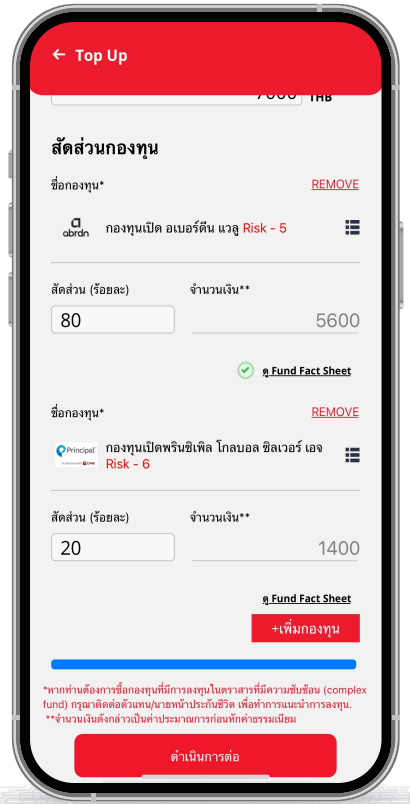 ← Top Up
7000 THB
สัดส่วนกองทุน
ชื่อกองทุน* REMOVE
abrdn กองทุนเปิด อเบอร์ดีน แวลู Risk - 5
สัดส่วน (ร้อยละ) จำนวนเงิน**
80 5600
ดู Fund Fact Sheet
ชื่อกองทุน* REMOVE
Principal กองทุนเปิดพรินซิเพิล โกลบอล ซิลเวอร์ เอจ
Risk - 6
สัดส่วน (ร้อยละ) จำนวนเงิน**
20 1400
ดู Fund Fact Sheet
+เพิ่มกองทุน
*หากท่านต้องการซื้อกองทุนที่มีการลงทุนในตราสารที่มีความซับซ้อน (complex
fund) กรุณาติดต่อตัวแทน/นายหน้าประกันชีวิต เพื่อทำการแนะนำการลงทุน.
**จำนวนเงินดังกล่าวเป็นค่าประมาณการก่อนหักค่าธรรมเนียม
ดำเนินการต่อ